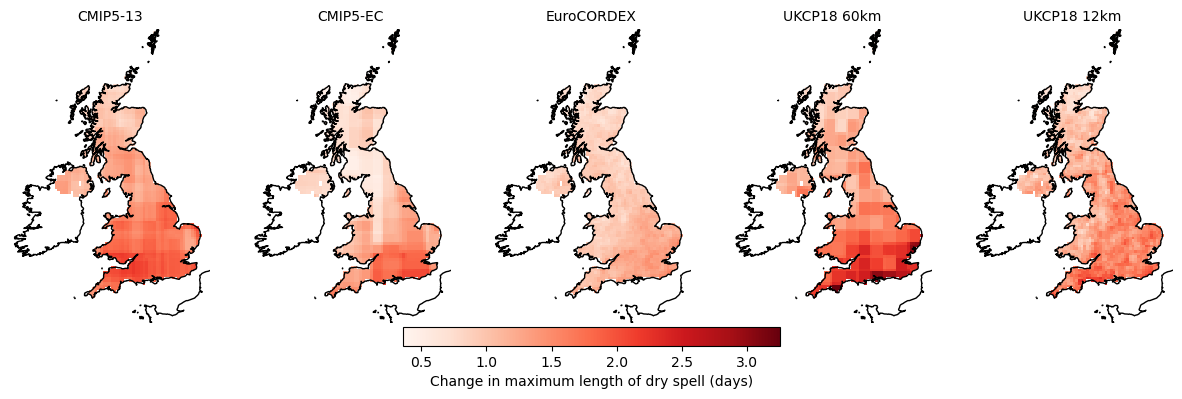 CMIP5-13 CMIP5-EC EuroCORDEX UKCP18 60km UKCP18 12km
0.5 1.0 1.5 2.0 2.5 3.0
Change in maximum length of dry spell (days)